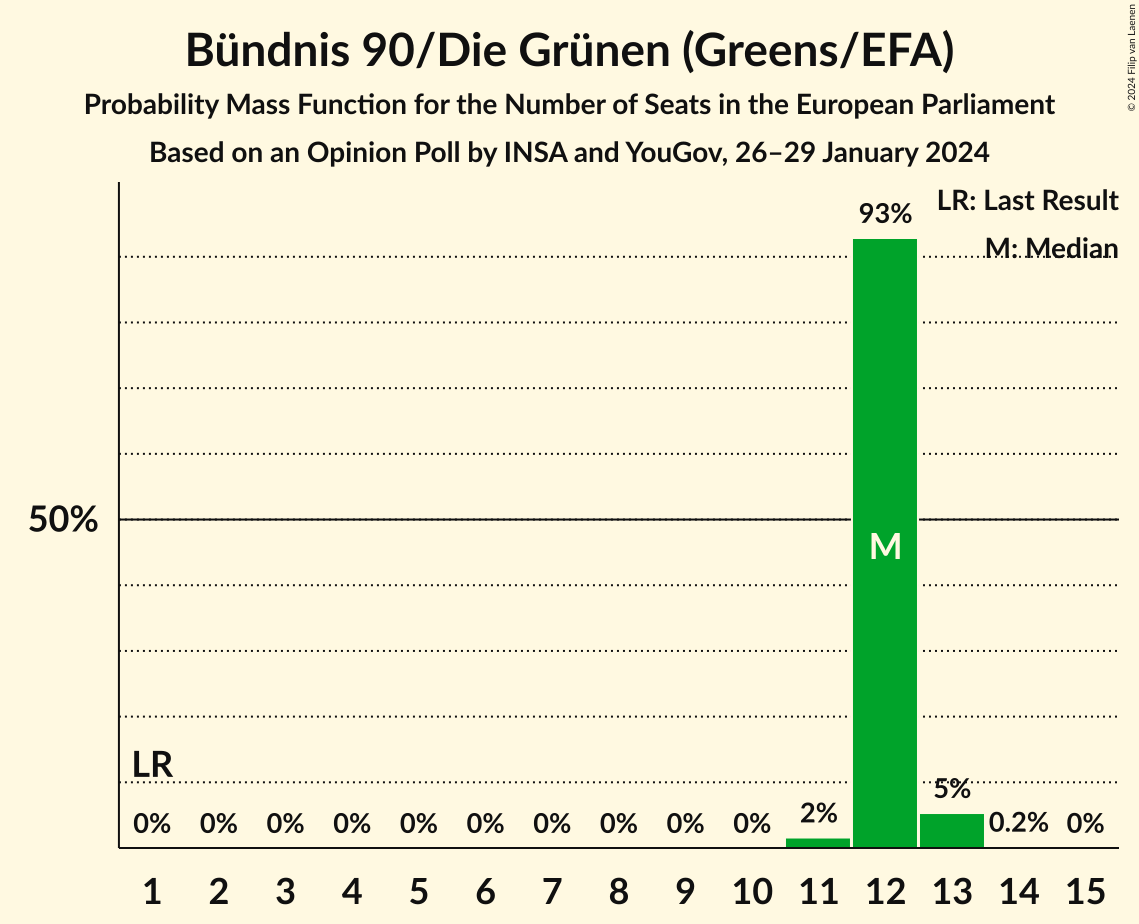 Bündnis 90/Die Grünen (Greens/EFA)
Probability Mass Function for the Number of Seats in the European Parliament
Based on an Opinion Poll by INSA and YouGov, 26–29 January 2024
© 2024 Filip van Laenen
LR: Last Result
M: Median
93%
50%
M
LR
0% 0% 0% 0% 0% 0% 0% 0% 0% 0% 2% 5% 0.2% 0%
1 2 3 4 5 6 7 8 9 10 11 12 13 14 15